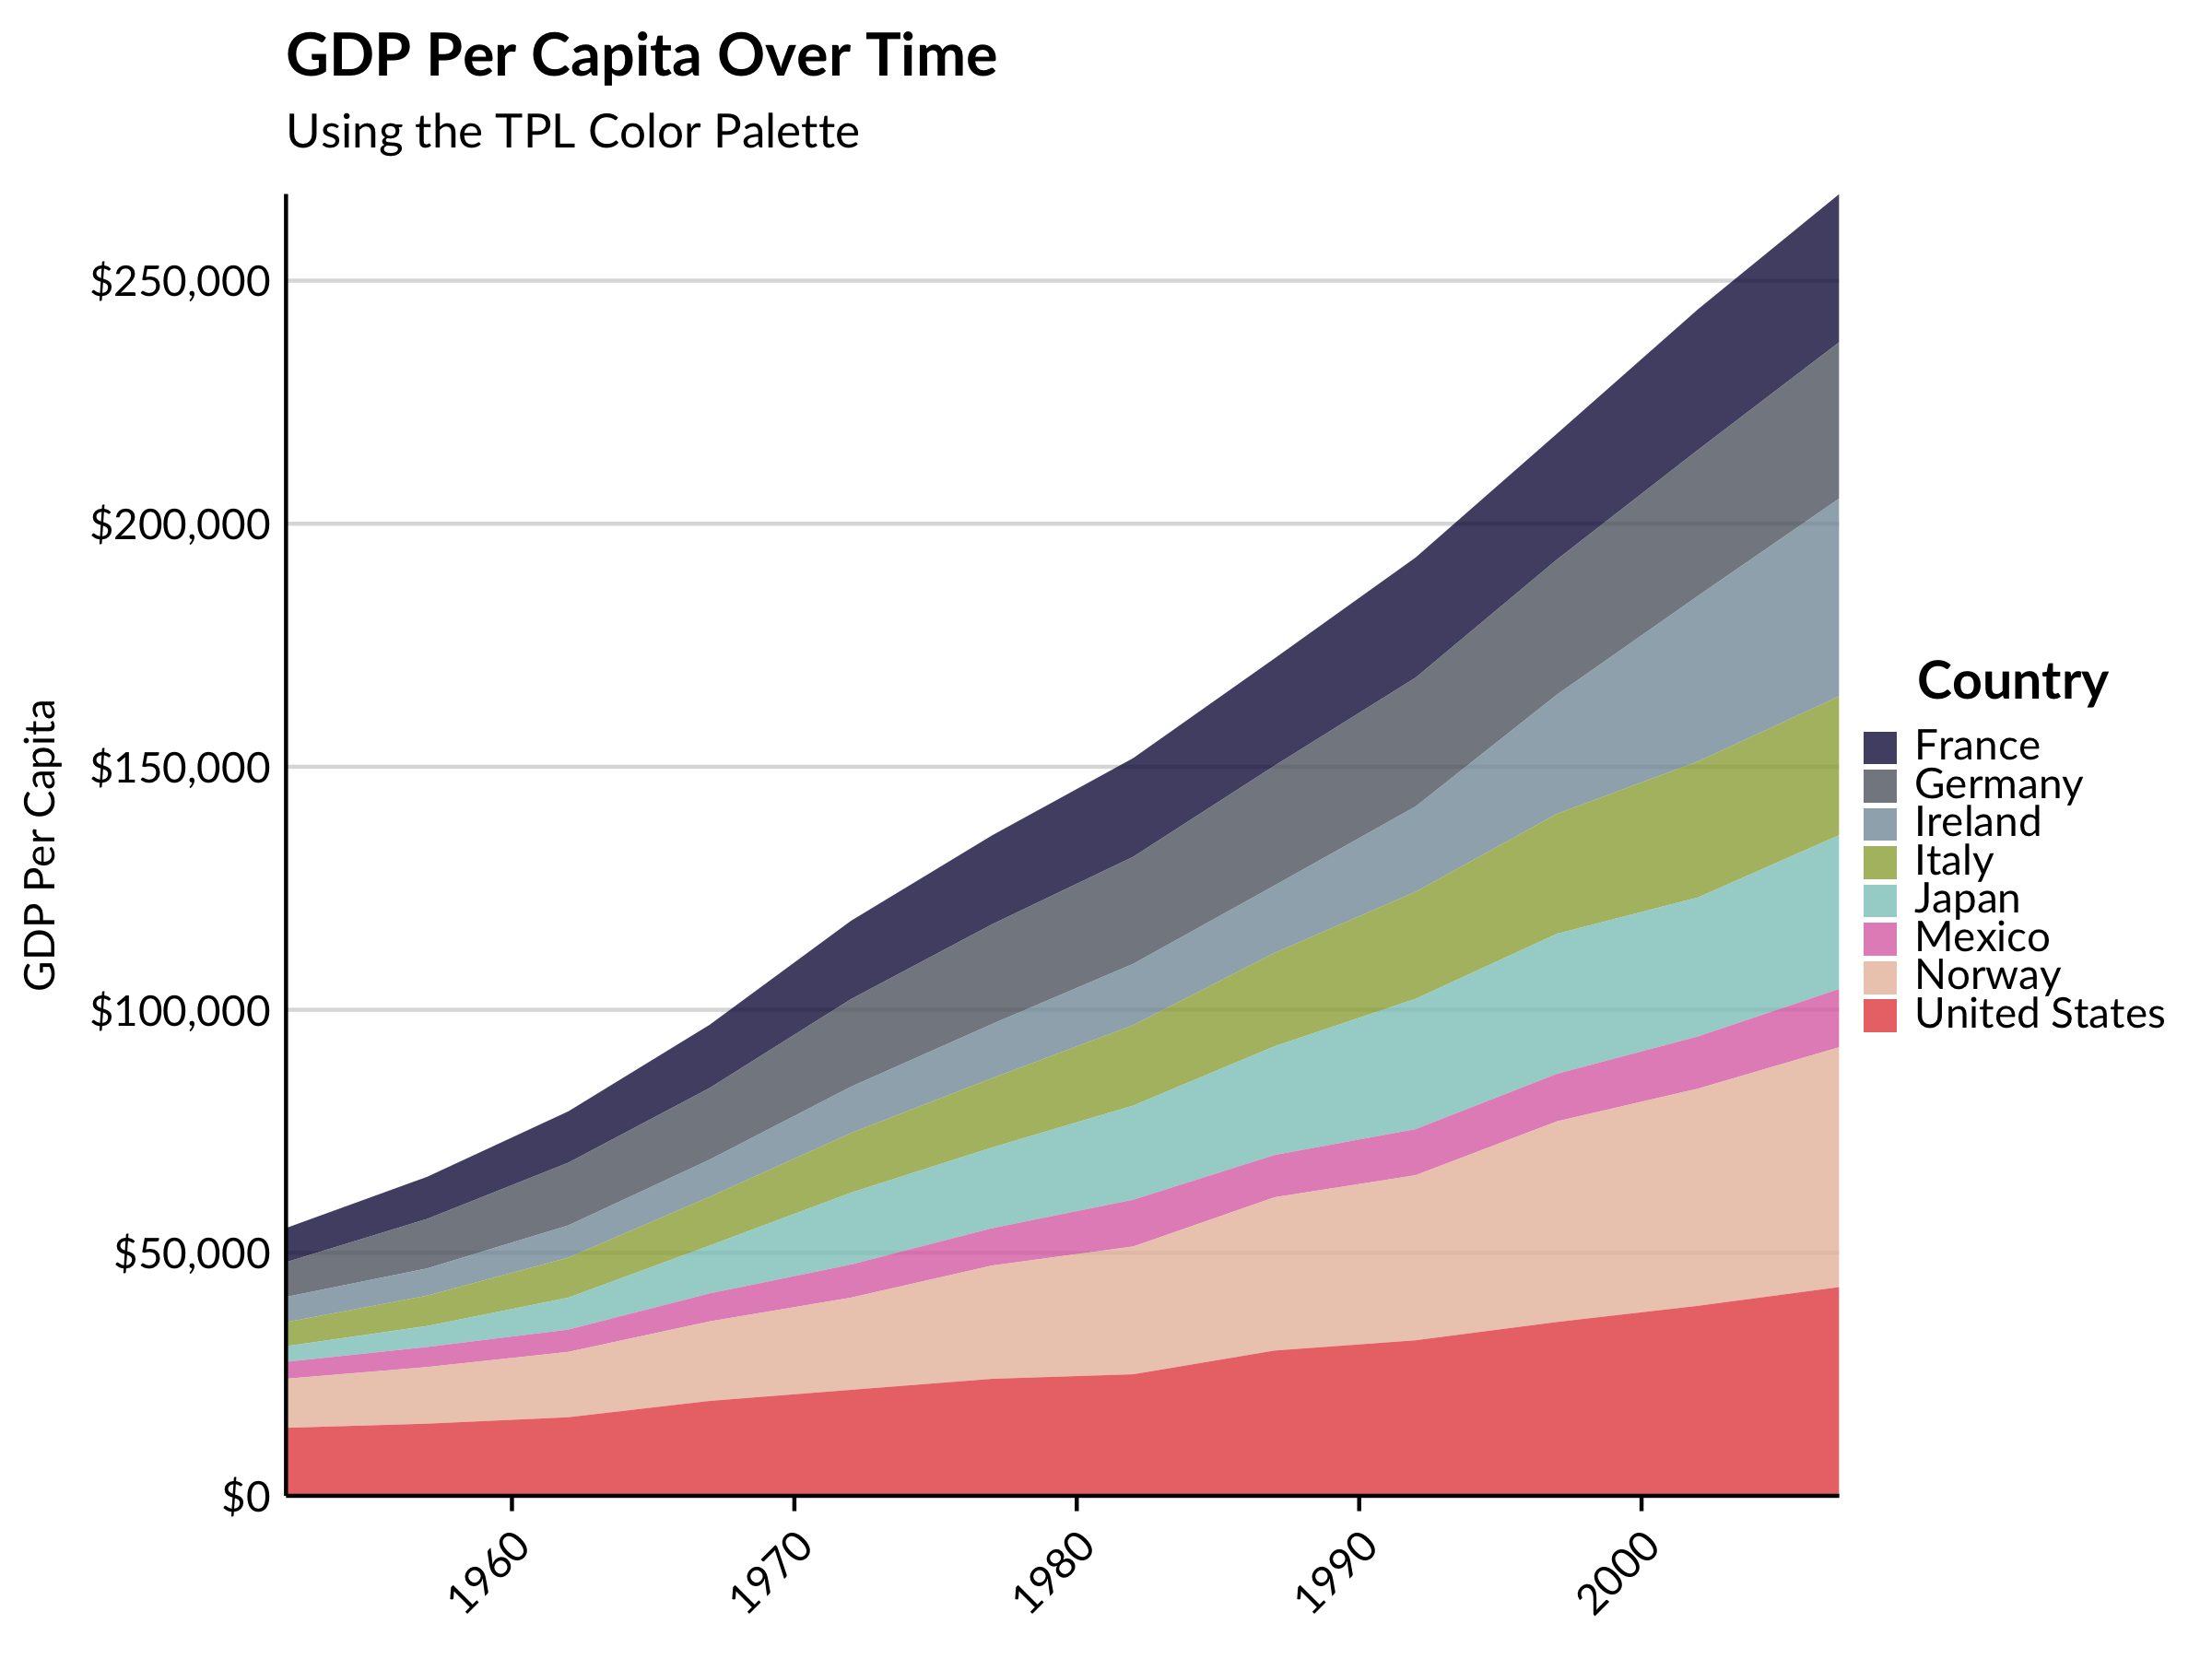 GDP Per Capita Over Time
Using the TPL Color Palette
GDP Per Capita
$250,000
$200,000
$150,000
$100,000
$50,000
$0
1960
1970
1980
1990
2000
Country
France
Germany
Ireland
Italy
Japan
Mexico
Norway
United States